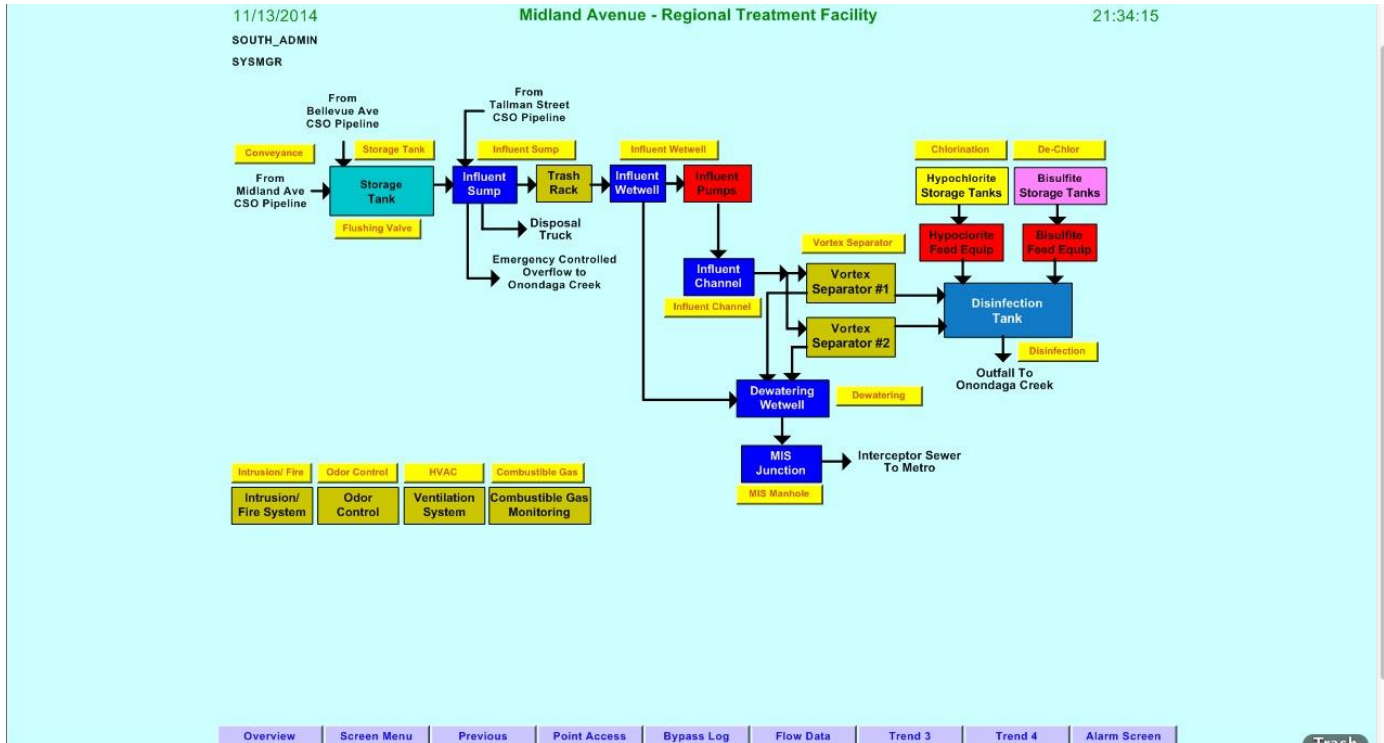 11/13/2014
Midland Avenue - Regional Treatment Facility
21:34:15
SOUTH_ADMIN
SYSMGR
From
Bellevue Ave
CSO Pipeline
From
Tallman Street
CSO Pipeline
Conveyance
Storage Tank
Influent Sump
Influent Wetwell
Chlorination
De-Chlor
From
Midland Ave
CSO Pipeline
Storage
Tank
Influent
Sump
Trash
Rack
Influent
Wetwell
Influent
Pumps
Hypochlorite
Storage Tanks
Bisulfite
Storage Tanks
Flushing Valve
Disposal
Truck
Emergency Controlled
Overflow to
Onondaga Creek
Hypoclorite
Feed Equip
Bisulfite
Feed Equip
Vortex Separator
Influent
Channel
Influent Channel
Vortex
Separator #1
Vortex
Separator #2
Disinfection
Tank
Disinfection
Outfall To
Onondaga Creek
Dewatering
Wetwell
Dewatering
MIS
Junction
Interceptor Sewer
To Metro
MIS Manhole
Intrusion/ Fire
Odor Control
HVAC
Combustible Gas
Intrusion/
Fire System
Odor
Control
Ventilation
System
Combustible Gas
Monitoring
Overview
Screen Menu
Previous
Point Access
Bypass Log
Flow Data
Trend 3
Trend 4
Alarm Screen
Trash